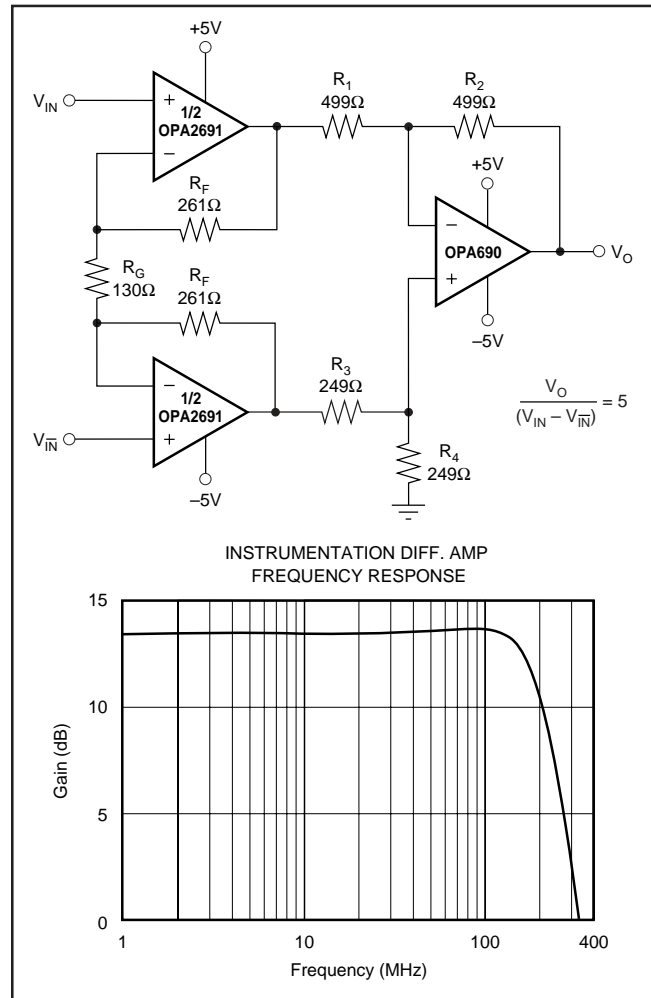 +5V
V_IN
+
1/2
OPA2691
–
R_1
499Ω
R_2
499Ω
R_F
261Ω
+5V
–
OPA690
+
V_O
–5V
R_G
130Ω
R_F
261Ω
–
1/2
OPA2691
+
V_I̅N̅
–5V
R_3
249Ω
R_4
249Ω
V_O
(V_IN – V_I̅N̅) = 5
INSTRUMENTATION DIFF. AMP
FREQUENCY RESPONSE
15
10
5
0
Gain (dB)
1
10
100
400
Frequency (MHz)